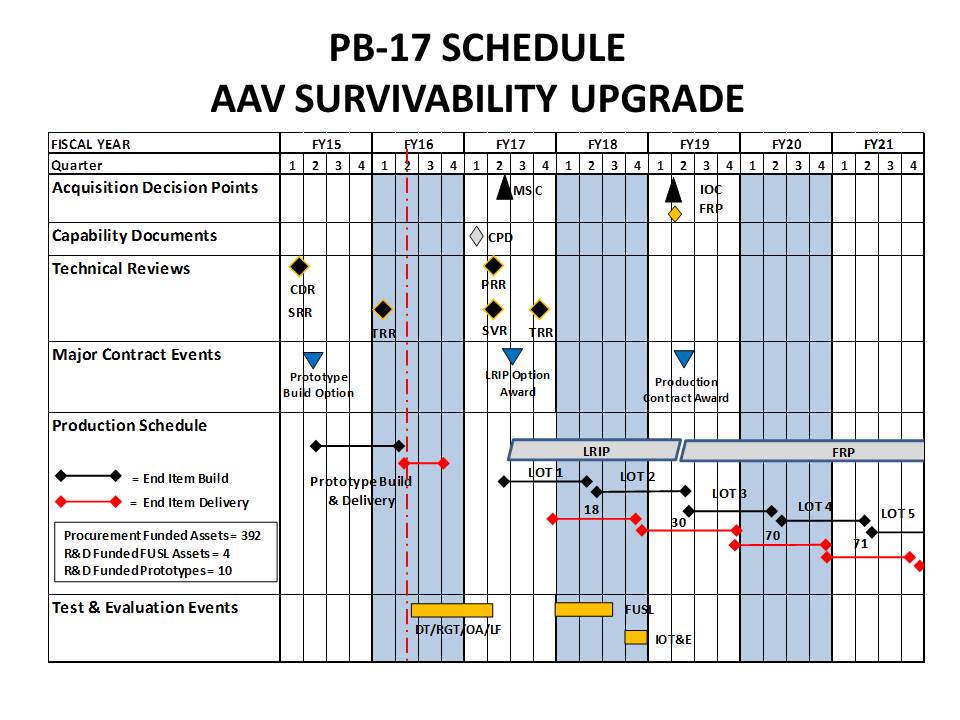 PB-17 SCHEDULE
AAV SURVIVABILITY UPGRADE
FISCAL YEAR FY15 FY16 FY17 FY18 FY19 FY20 FY21
Quarter 1 2 3 4 1 2 3 4 1 2 3 4 1 2 3 4 1 2 3 4 1 2 3 4 1 2 3 4
Acquisition Decision Points
MSC
IOC
FRP
Capability Documents
CPD
Technical Reviews
CDR
SRR
TRR
PRR
SVR
TRR
Major Contract Events
Prototype
Build Option
LRIP Option
Award
Production
Contract Award
Production Schedule
LRIP
FRP
= End Item Build
= End Item Delivery
Prototype Build
& Delivery
LOT 1
LOT 2
LOT 3
LOT 4
LOT 5
18
30
70
71
Procurement Funded Assets = 392
R&D Funded FUSL Assets = 4
R&D Funded Prototypes = 10
Test & Evaluation Events
DT/RGT/OA/LF
FUSL
IOT&E